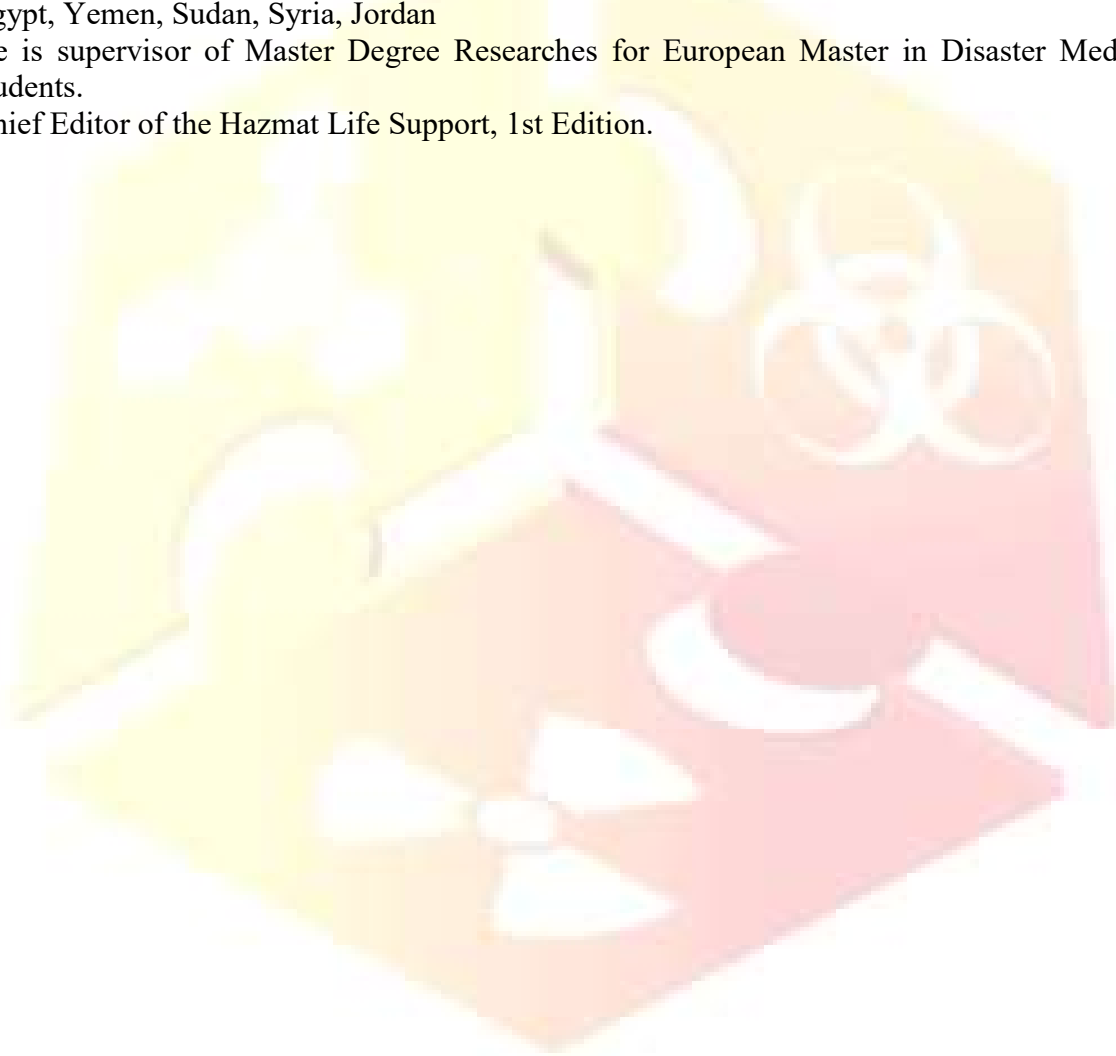 gypt, Yemen, Sudan, Syria, Jordan
e is supervisor of Master Degree Researches for European Master in Disaster Med
udents.
hief Editor of the Hazmat Life Support, 1st Edition.